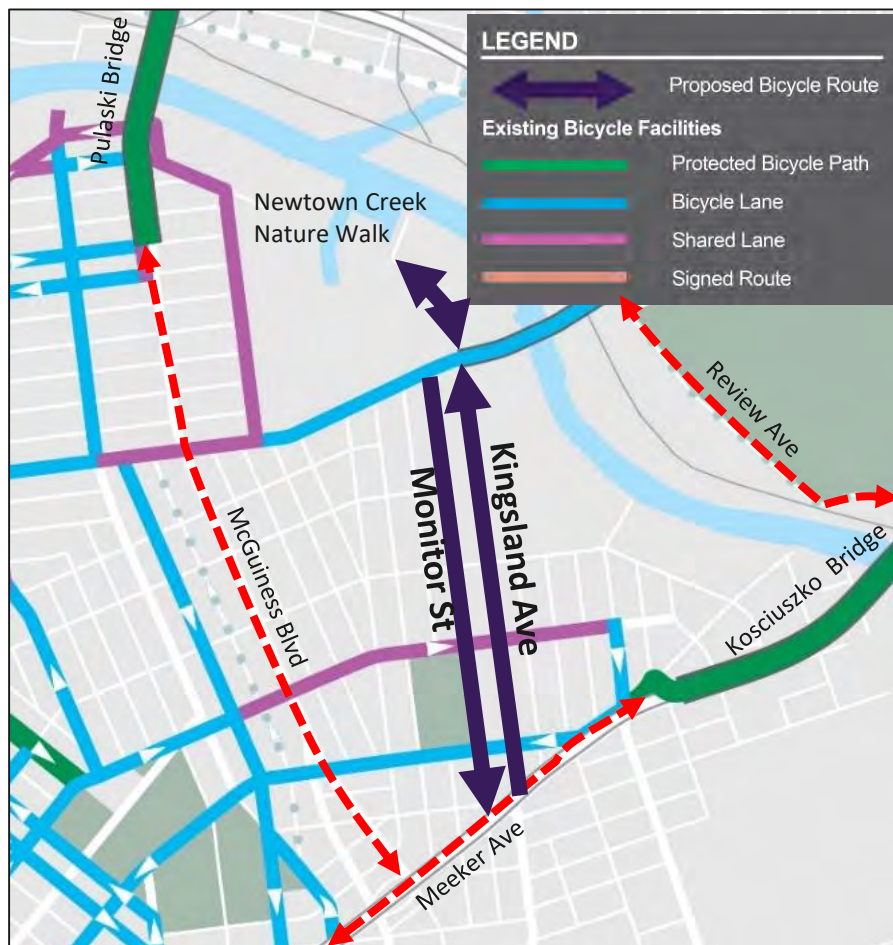 Pulaski Bridge
LEGEND
Proposed Bicycle Route
Existing Bicycle Facilities
Protected Bicycle Path
Bicycle Lane
Shared Lane
Signed Route
Newtown Creek
Nature Walk
Review Ave
Kingsland Ave
Monitor St
McGuiness Blvd
Kosciuszko Bridge
Meeker Ave